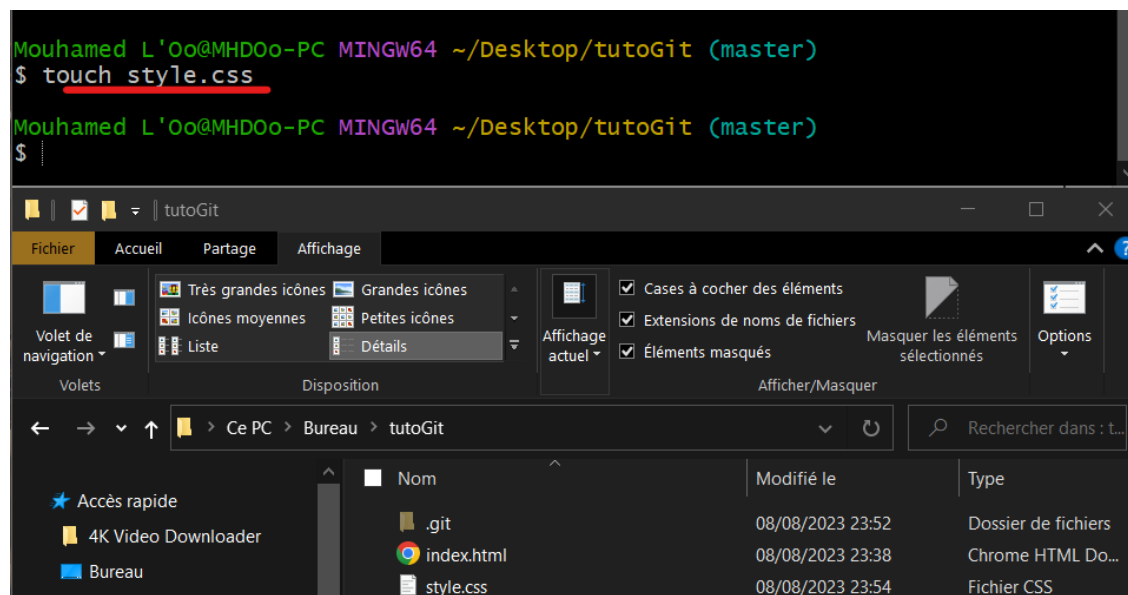 Mouhamed L'Oo@MHDOo-PC MINGW64 ~/Desktop/tutoGit (master)
$ touch style.css
Mouhamed L'Oo@MHDOo-PC MINGW64 ~/Desktop/tutoGit (master)
$
tutoGit
Fichier Accueil Partage Affichage
Très grandes icônes Grandes icônes Cases à cocher des éléments
Icônes moyennes Petites icônes Extensions de noms de fichiers
Liste Détails Éléments masqués
Volet de navigation
Affichage actuel
Masquer les éléments sélectionnés
Options
Volets Disposition Afficher/Masquer
Ce PC > Bureau > tutoGit Rechercher dans : t...
Nom Modifié le Type
Accès rapide
.git 08/08/2023 23:52 Dossier de fichiers
4K Video Downloader
index.html 08/08/2023 23:38 Chrome HTML Do...
Bureau
style.css 08/08/2023 23:54 Fichier CSS